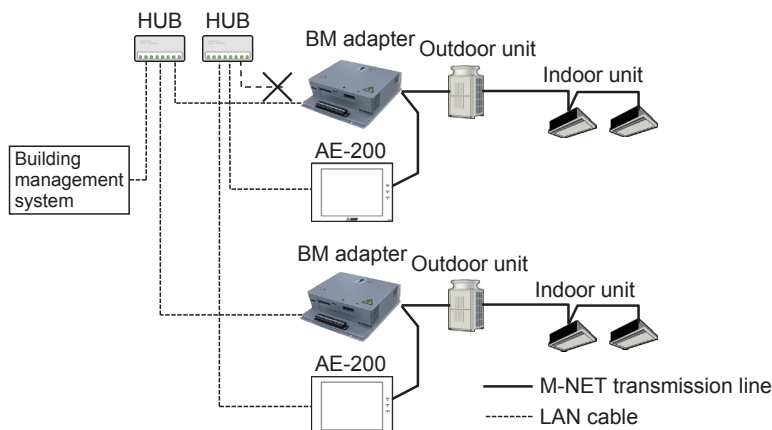 HUB HUB
BM adapter
Outdoor unit
Indoor unit
AE-200
Building
management
system
BM adapter
Outdoor unit
Indoor unit
AE-200
M-NET transmission line
LAN cable